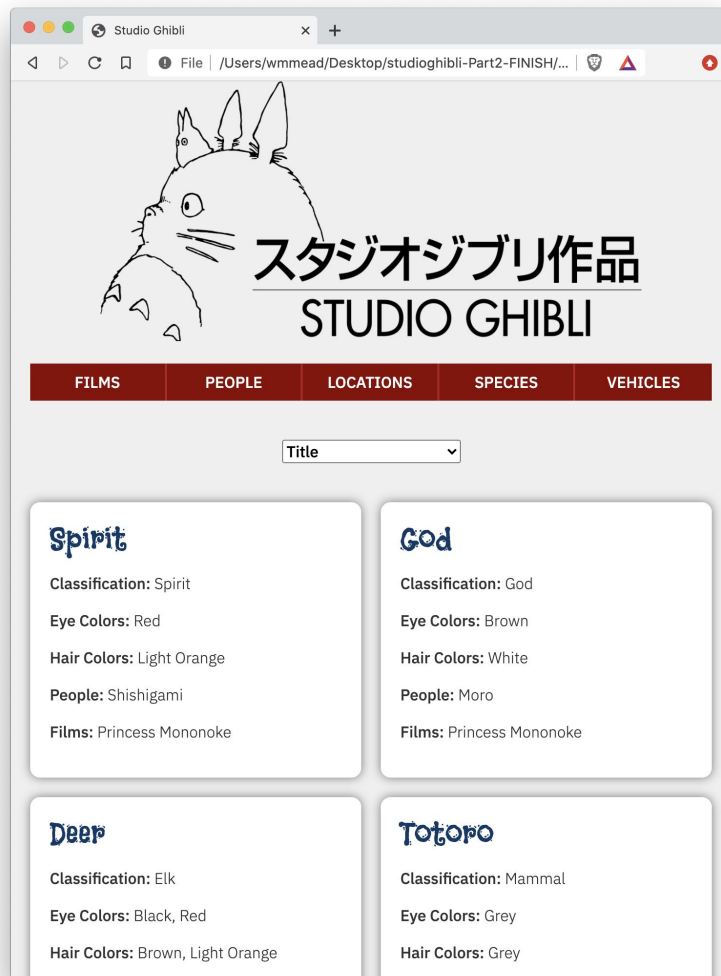 Studio Ghibli
File | /Users/wmmead/Desktop/studioghibli-Part2-FINISH/...
スタジオジブリ作品
STUDIO GHIBLI
FILMS PEOPLE LOCATIONS SPECIES VEHICLES
Title
Spirit
Classification: Spirit
Eye Colors: Red
Hair Colors: Light Orange
People: Shishigami
Films: Princess Mononoke
God
Classification: God
Eye Colors: Brown
Hair Colors: White
People: Moro
Films: Princess Mononoke
Deer
Classification: Elk
Eye Colors: Black, Red
Hair Colors: Brown, Light Orange
Totoro
Classification: Mammal
Eye Colors: Grey
Hair Colors: Grey